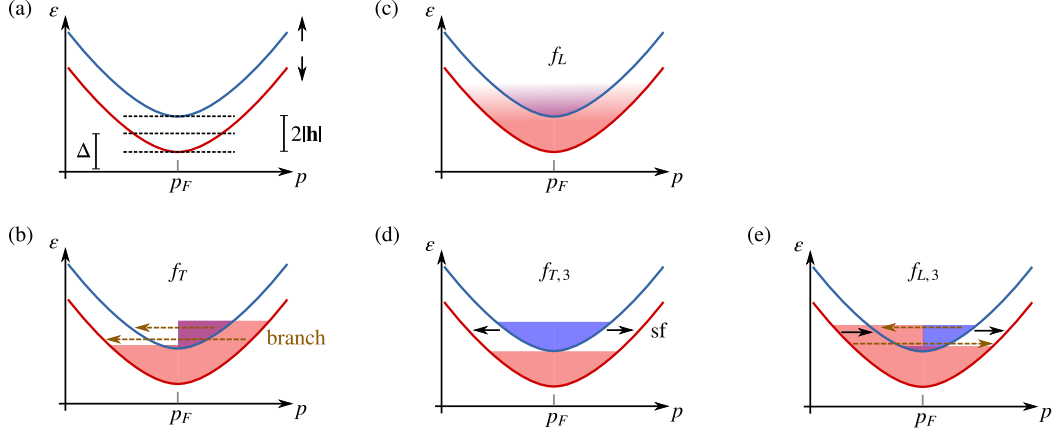 (a)
ε
Δ
2|h|
p_F
p
(c)
ε
f_L
p_F
p
(b)
ε
f_T
branch
p_F
p
(d)
ε
f_{T,3}
sf
p_F
p
(e)
ε
f_{L,3}
p_F
p